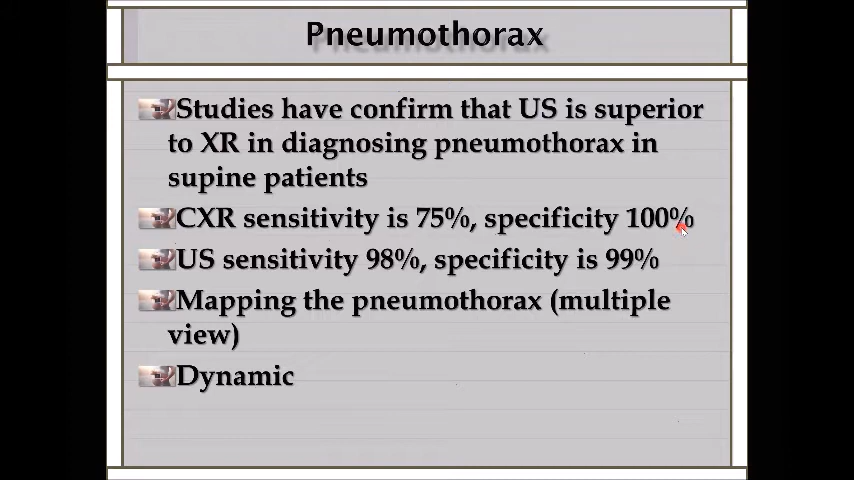 Pneumothorax
Studies have confirm that US is superior
to XR in diagnosing pneumothorax in
supine patients
CXR sensitivity is 75%, specificity 100%
US sensitivity 98%, specificity is 99%
Mapping the pneumothorax (multiple
view)
Dynamic